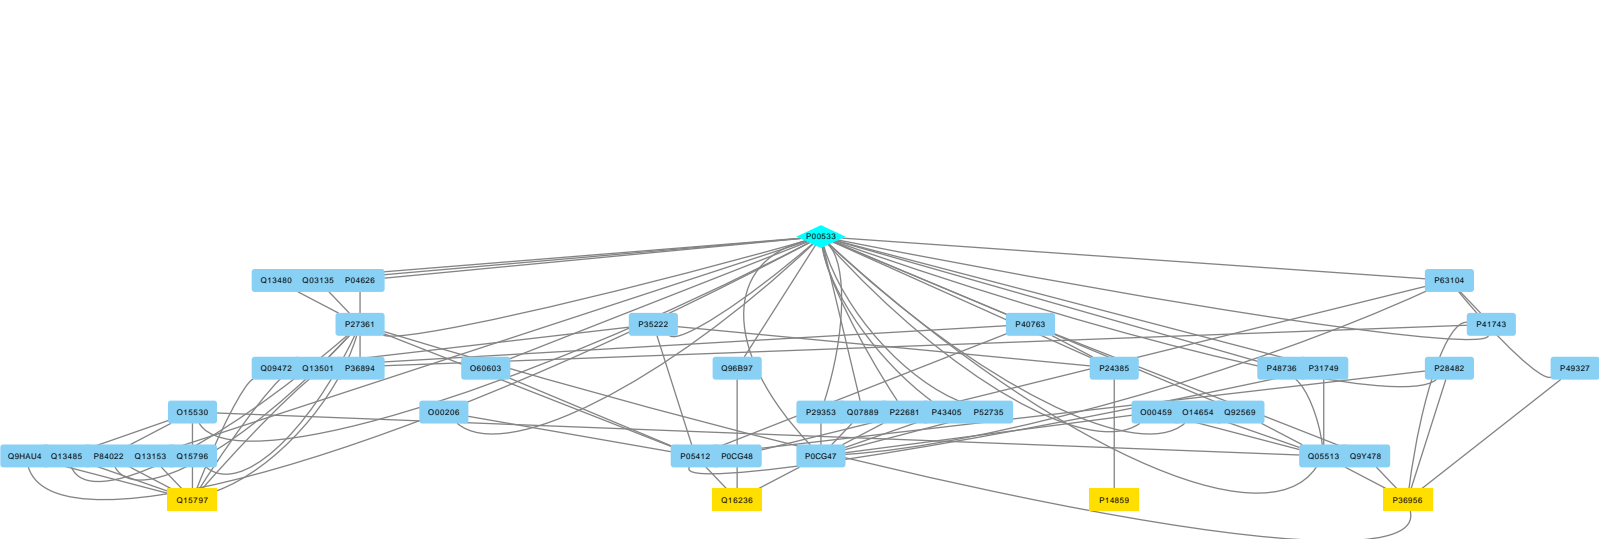 P00533
Q13480 Q03135 P04626 P63104
P27361 P35222 P40763 P41743
Q09472 Q13501 P36894 O60603 Q96B97 P24385 P48736 P31749 P28482 P49327
O15530 O00206 P29353 Q07889 P22681 P43405 P52735 O00459 O14654 Q92569
Q9HAU4 Q13485 P84022 Q13153 Q15796 P05412 P0CG48 P0CG47 Q05513 Q9Y478
Q15797 Q16236 P14859 P36956